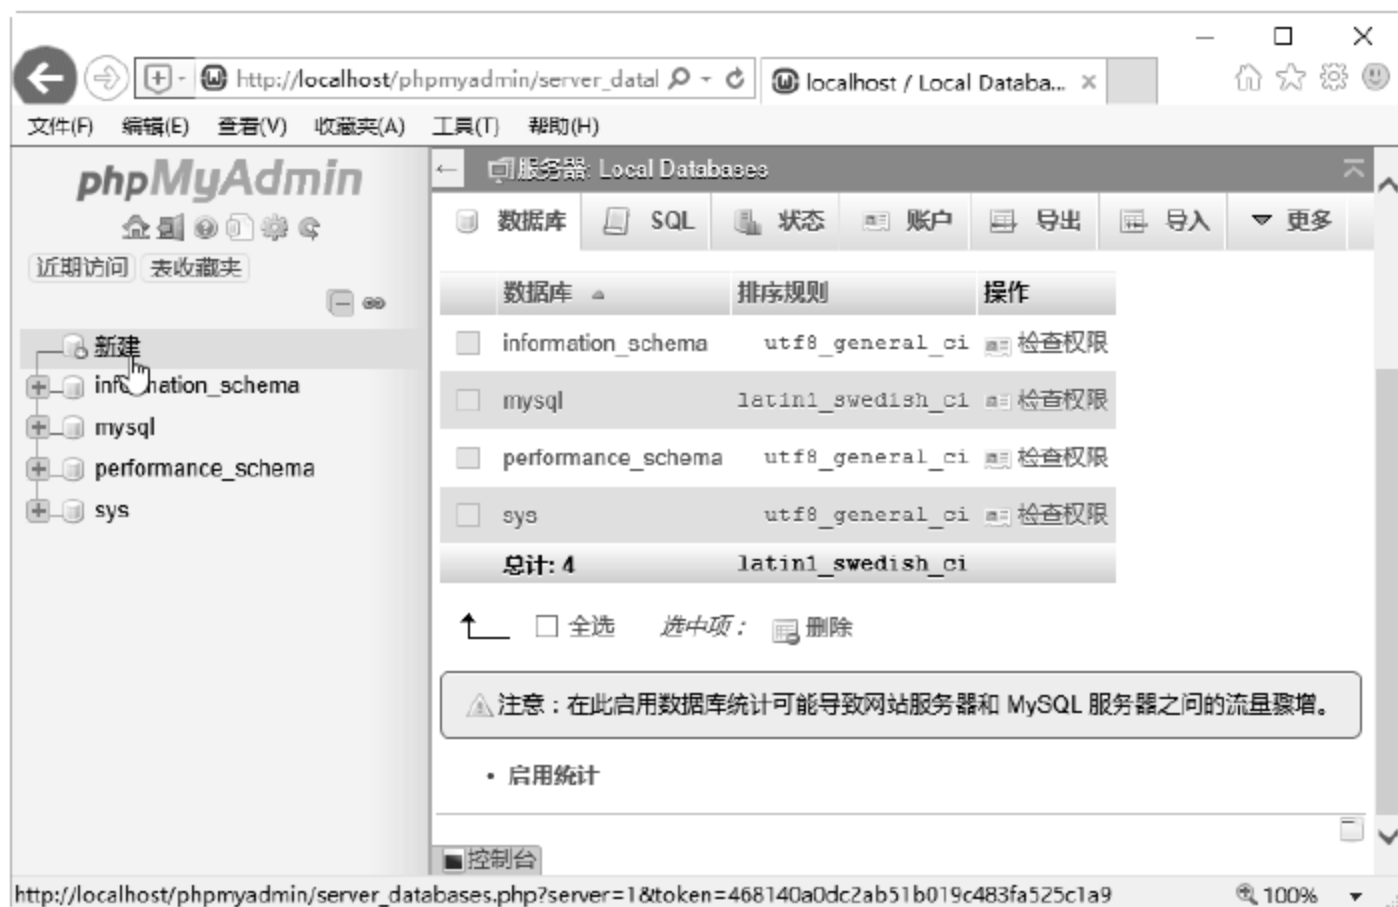 http://localhost/phpmyadmin/server_datal
localhost / Local Databa...
文件(F) 编辑(E) 查看(V) 收藏夹(A) 工具(T) 帮助(H)
phpMyAdmin
近期访问 表收藏夹
新建
information_schema
mysql
performance_schema
sys
服务器: Local Databases
数据库 SQL 状态 账户 导出 导入 更多
数据库 排序规则 操作
information_schema utf8_general_ci 检查权限
mysql latin1_swedish_ci 检查权限
performance_schema utf8_general_ci 检查权限
sys utf8_general_ci 检查权限
总计: 4 latin1_swedish_ci
全选 选中项: 删除
注意：在此启用数据库统计可能导致网站服务器和 MySQL 服务器之间的流量骤增。
• 启用统计
控制台
http://localhost/phpmyadmin/server_databases.php?server=1&token=468140a0dc2ab51b019c483fa525c1a9 100%